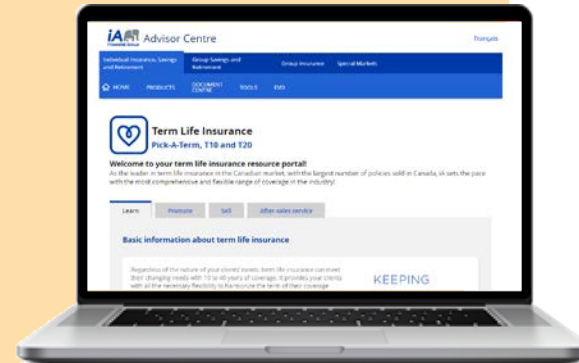 iA Advisor Centre
Financial Group
Français
Individual Insurance, Savings and Retirement
Group Savings and Retirement
Group Insurance
Special Markets
HOME
PRODUCTS
DOCUMENT CENTRE
TOOLS
EVO
Term Life Insurance
Pick-A-Term, T10 and T20
Welcome to your term life insurance resource portal!
As the leader in term life insurance in the Canadian market, with the largest number of policies sold in Canada, iA sets the pace
with the most comprehensive and flexible range of coverage in the industry!
Learn
Promote
Sell
After-sales service
Basic information about term life insurance
Regardless of the nature of your clients' needs, term life insurance can meet
their changing needs with 10 to 40 years of coverage. It provides your clients
with all the necessary flexibility to harmonize the term of their coverage
KEEPING